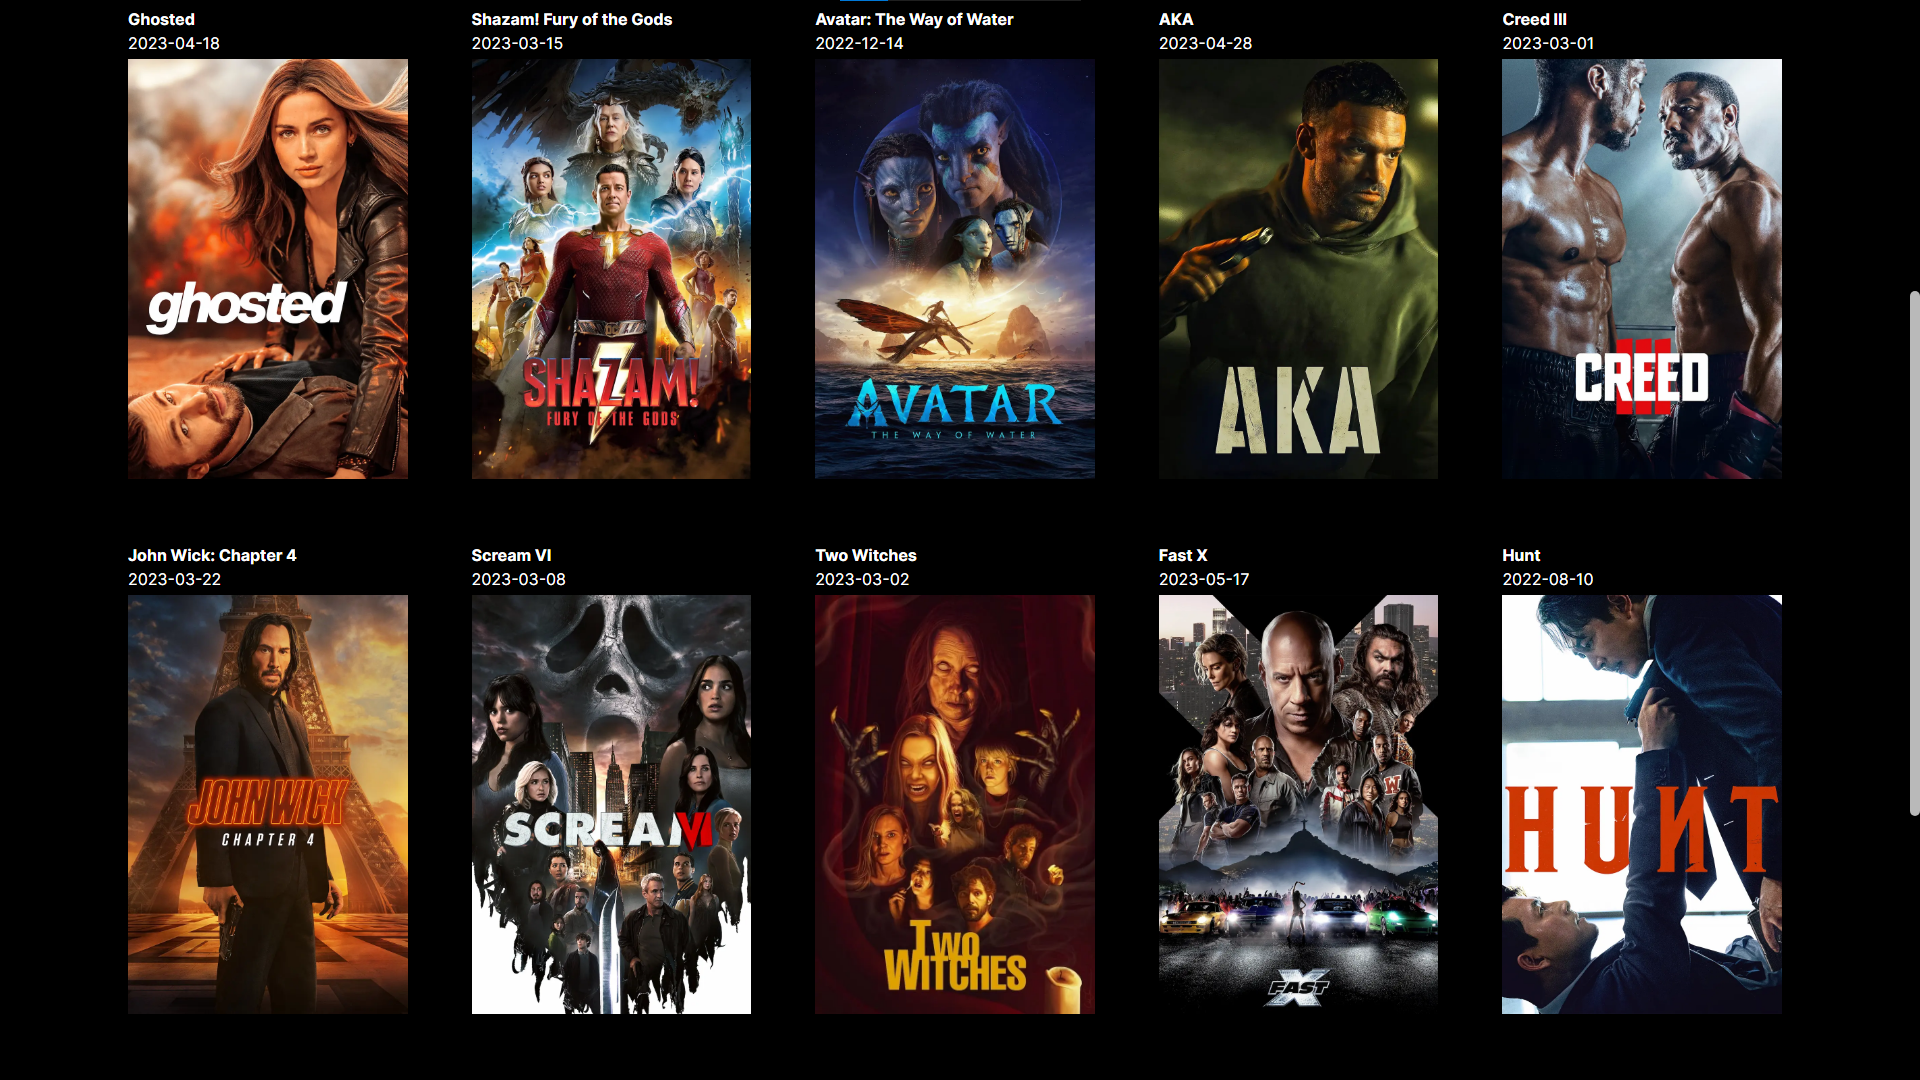 Ghosted
2023-04-18
Shazam! Fury of the Gods
2023-03-15
Avatar: The Way of Water
2022-12-14
AKA
2023-04-28
Creed III
2023-03-01
ghosted
SHAZAM!
FURY OF THE GODS
AVATAR
THE WAY OF WATER
AKA
CREED
III
John Wick: Chapter 4
2023-03-22
Scream VI
2023-03-08
Two Witches
2023-03-02
Fast X
2023-05-17
Hunt
2022-08-10
JOHN WICK
CHAPTER 4
SCREAM VI
TWO
WITCHES
W
FAST X
HUNT